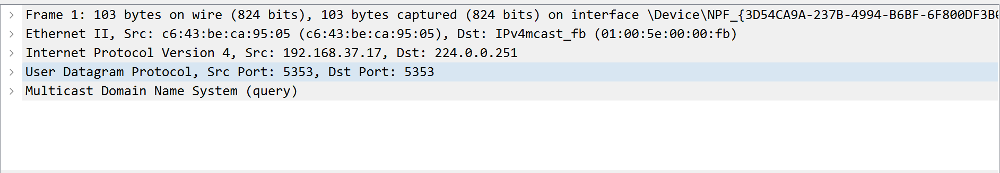 Frame 1: 103 bytes on wire (824 bits), 103 bytes captured (824 bits) on interface \Device\NPF_{3D54CA9A-237B-4994-B6BF-6F800DF3B
Ethernet II, Src: c6:43:be:ca:95:05 (c6:43:be:ca:95:05), Dst: IPv4mcast_fb (01:00:5e:00:00:fb)
Internet Protocol Version 4, Src: 192.168.37.17, Dst: 224.0.0.251
User Datagram Protocol, Src Port: 5353, Dst Port: 5353
Multicast Domain Name System (query)